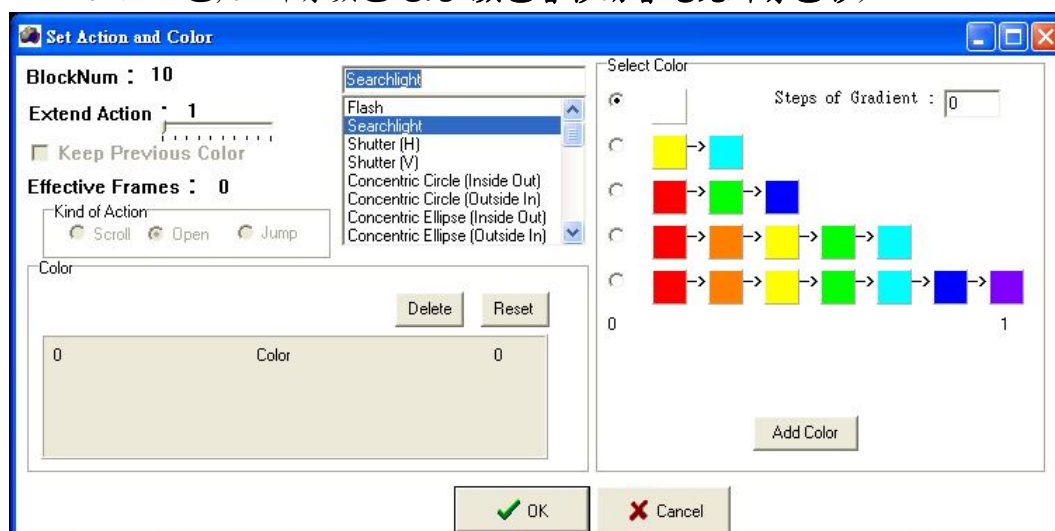 Set Action and Color
BlockNum : 10
Extend Action : 1
Keep Previous Color
Effective Frames : 0
Kind of Action
Scroll Open Jump
Searchlight
Flash
Searchlight
Shutter (H)
Shutter (V)
Concentric Circle (Inside Out)
Concentric Circle (Outside In)
Concentric Ellipse (Inside Out)
Concentric Ellipse (Outside In)
Select Color
Steps of Gradient : 0
->
-> ->
-> -> -> ->
-> -> -> -> -> ->
0 1
Add Color
Color
Delete Reset
0 Color 0
OK Cancel